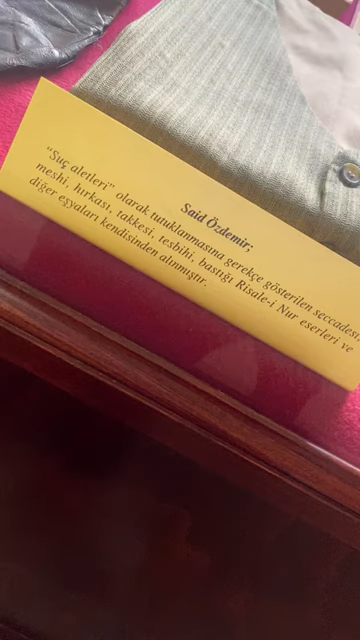 Said Özdemir;
"Suç aletleri" olarak tutuklanmasına gerekçe gösterilen seccadesi,
meshi, hırkası, takkesi, tesbihi, bastığı Risale-i Nur eserleri ve
diğer eşyaları kendisinden alınmıştır.